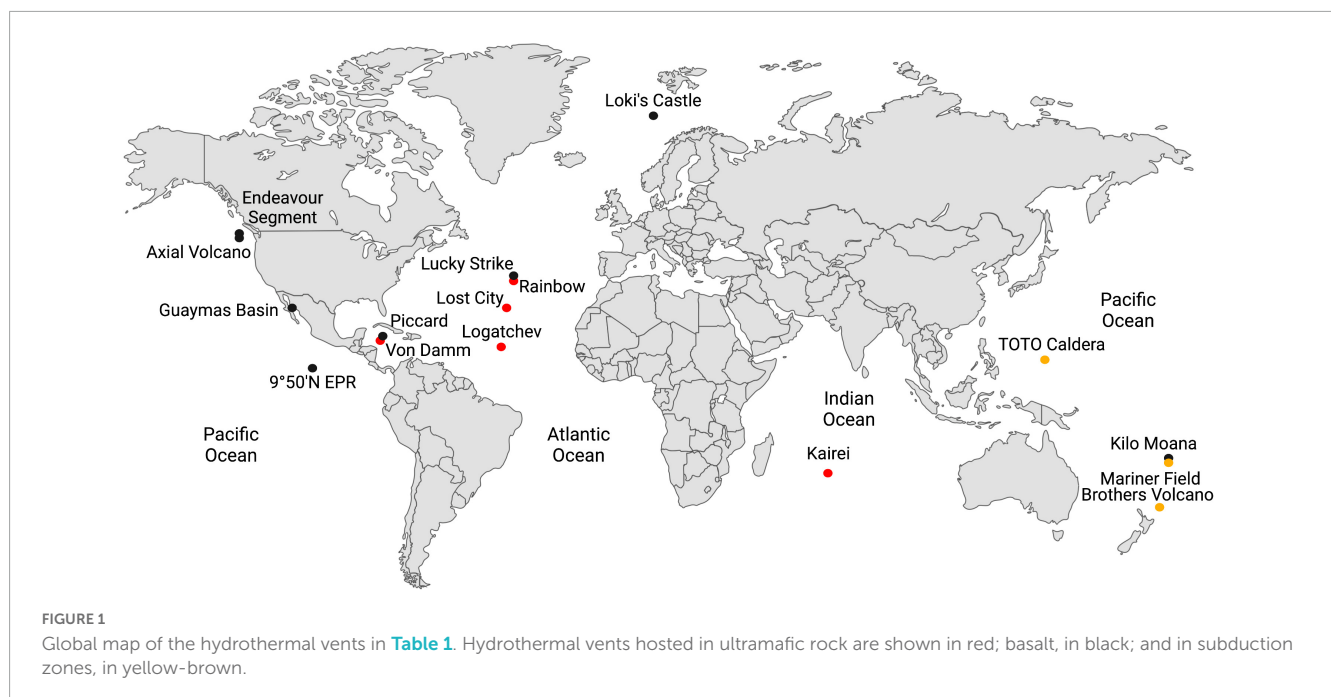 Loki's Castle
Endeavour
Segment
Axial Volcano
Lucky Strike
Rainbow
Lost City
Guaymas Basin
Piccard
Logatchev
Von Damm
9°50'N EPR
Pacific
Ocean
TOTO Caldera
Indian
Ocean
Pacific
Ocean
Atlantic
Ocean
Kairei
Kilo Moana
Mariner Field
Brothers Volcano
FIGURE 1
Global map of the hydrothermal vents in Table 1. Hydrothermal vents hosted in ultramafic rock are shown in red; basalt, in black; and in subduction
zones, in yellow-brown.